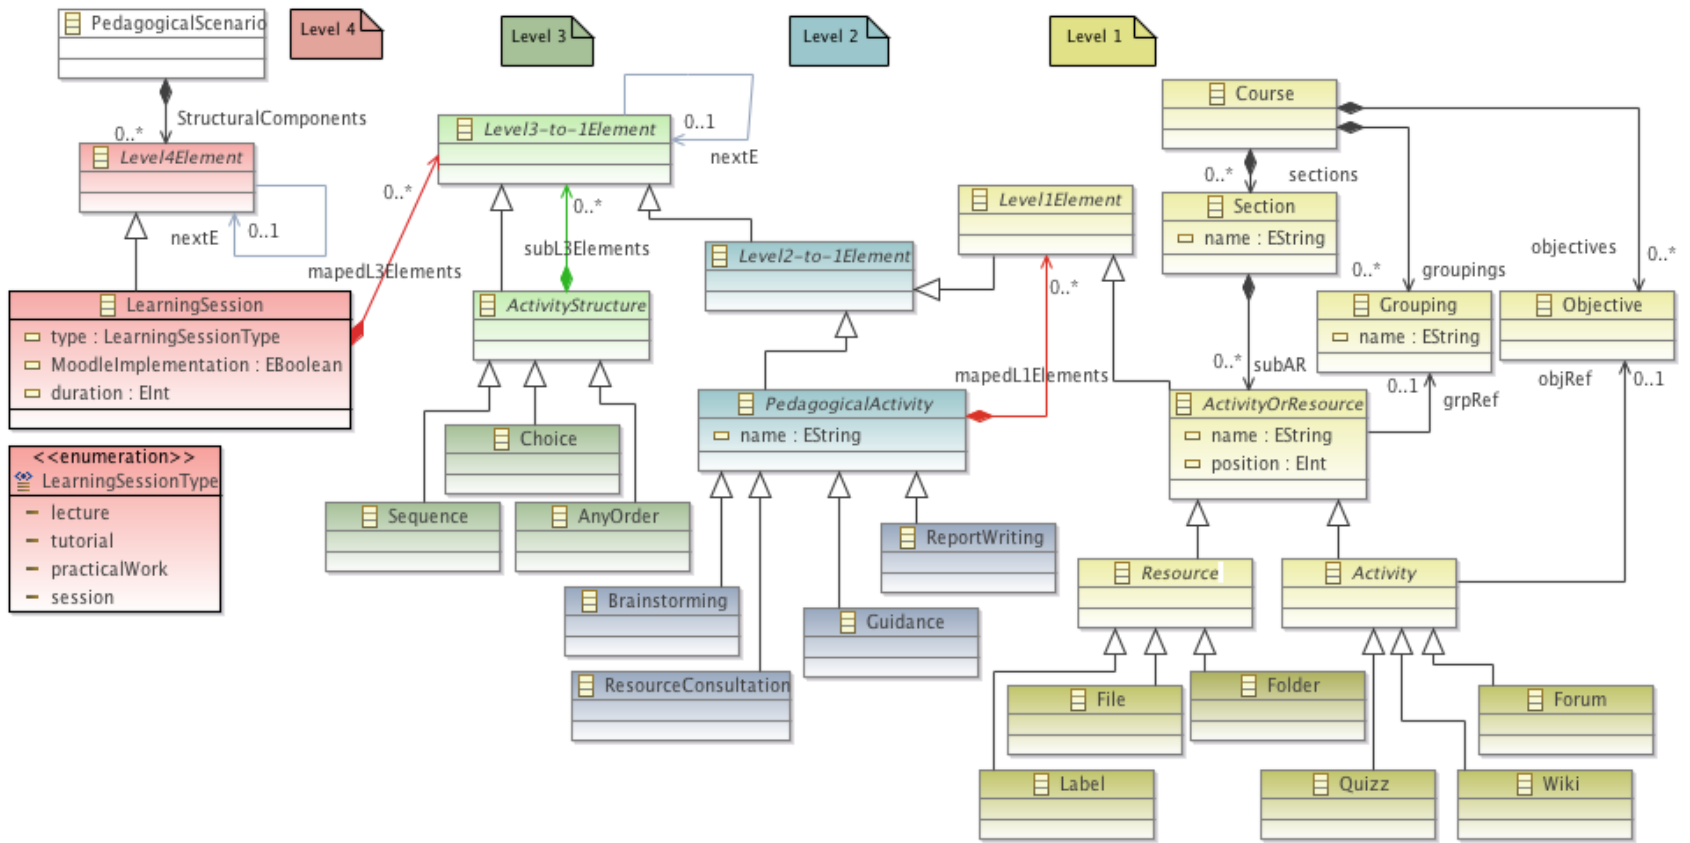 PedagogicalScenario
Level 4
Level 3
Level 2
Level 1
StructuralComponents
0..*
Level4Element
nextE
0..1
LearningSession
type : LearningSessionType
MoodleImplementation : EBoolean
duration : EInt
<<enumeration>>
LearningSessionType
lecture
tutorial
practicalWork
session
0..*
mapedL3Elements
Level3-to-1Element
0..1
nextE
0..*
subL3Elements
ActivityStructure
Choice
Sequence
AnyOrder
Level2-to-1Element
Level1Element
0..*
mapedL1Elements
PedagogicalActivity
name : EString
ReportWriting
Brainstorming
Guidance
ResourceConsultation
Course
0..*
sections
Section
name : EString
objectives
0..*
0..*
groupings
Grouping
name : EString
Objective
0..*
subAR
0..1
grpRef
objRef
0..1
ActivityOrResource
name : EString
position : EInt
Resource
Activity
File
Folder
Forum
Label
Quizz
Wiki